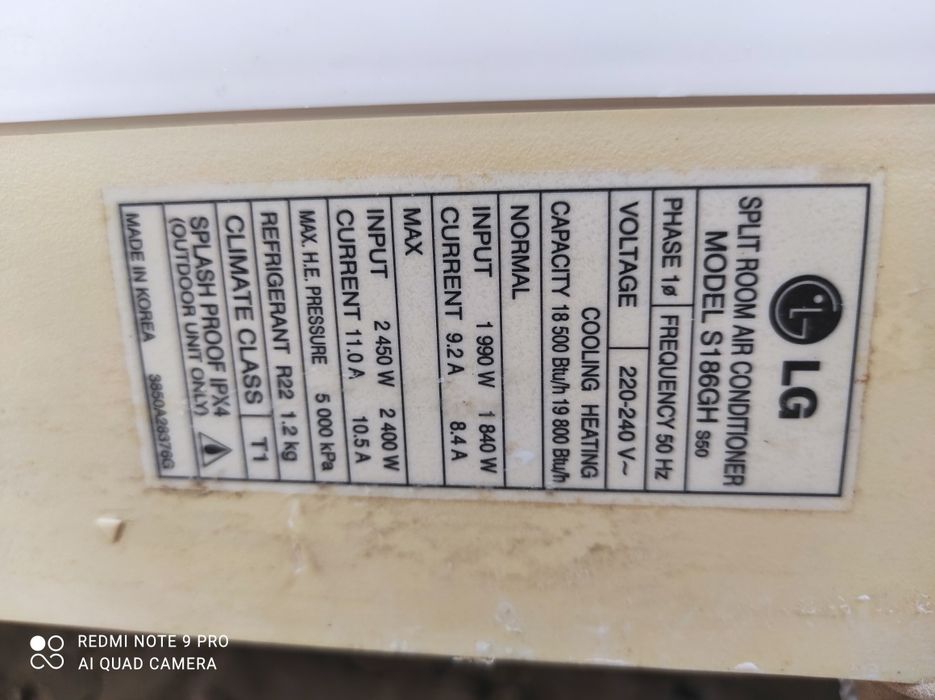 LG
SPLIT ROOM AIR CONDITIONER
MODEL S186GH S50
PHASE 1ø FREQUENCY 50 Hz
VOLTAGE 220-240 V~
COOLING HEATING
CAPACITY 18 500 Btu/h 19 800 Btu/h
NORMAL
INPUT 1 990 W 1 840 W
CURRENT 9.2 A 8.4 A
MAX
INPUT 2 450 W 2 400 W
CURRENT 11.0 A 10.5 A
MAX. H.E. PRESSURE 5 000 kPa
REFRIGERANT R22 1.2 kg
CLIMATE CLASS T1
SPLASH PROOF IPX4
(OUTDOOR UNIT ONLY)
MADE IN KOREA 3850A28376G
REDMI NOTE 9 PRO
AI QUAD CAMERA